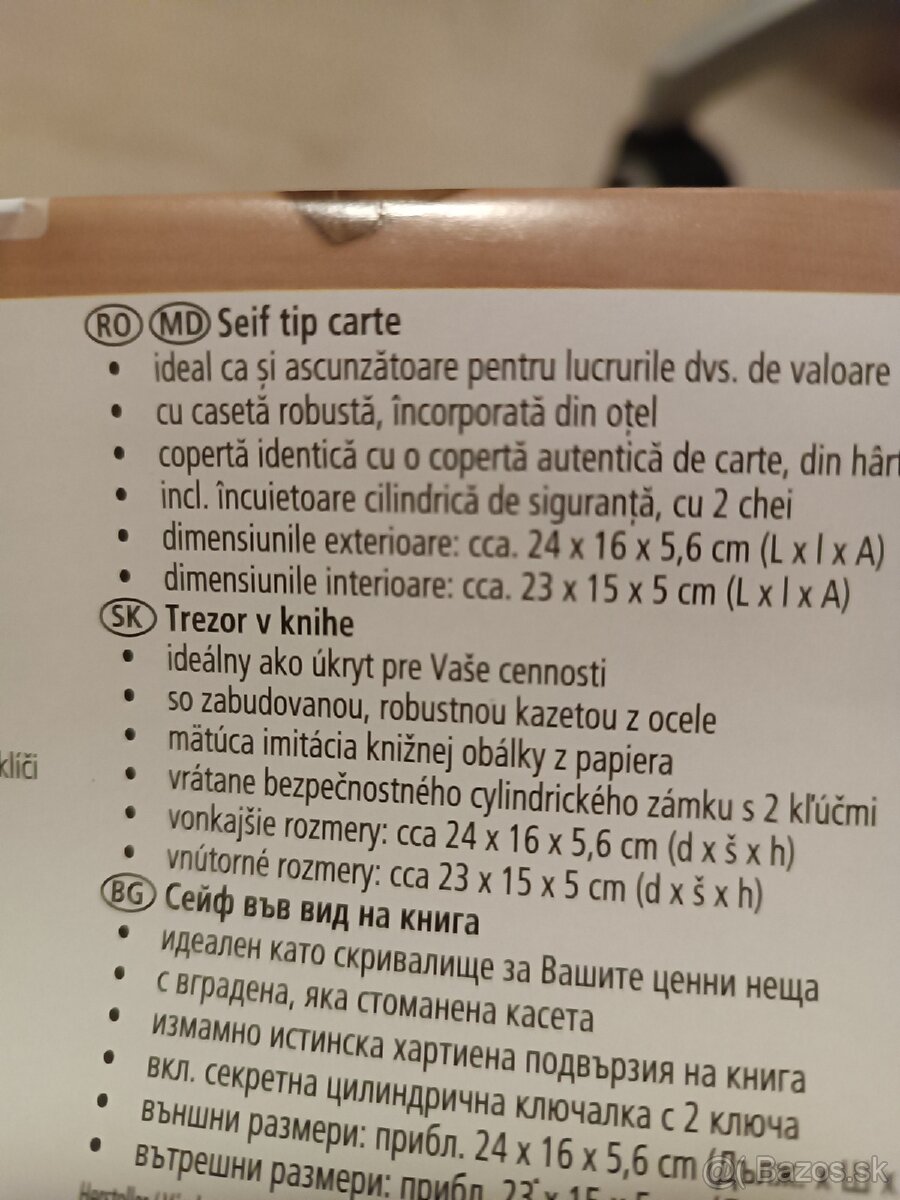 RO MD Seif tip carte
• ideal ca și ascunzătoare pentru lucrurile dvs. de valoare
• cu casetă robustă, încorporată din oțel
• copertă identică cu o copertă autentică de carte, din hârt
• incl. încuietoare cilindrică de siguranță, cu 2 chei
• dimensiunile exterioare: cca. 24 x 16 x 5,6 cm (L x l x A)
• dimensiunile interioare: cca. 23 x 15 x 5 cm (L x l x A)
SK Trezor v knihe
• ideálny ako úkryt pre Vaše cennosti
• so zabudovanou, robustnou kazetou z ocele
• mätúca imitácia knižnej obálky z papiera
klíči
• vrátane bezpečnostného cylindrického zámku s 2 kľúčmi
• vonkajšie rozmery: cca 24 x 16 x 5,6 cm (d x š x h)
• vnútorné rozmery: cca 23 x 15 x 5 cm (d x š x h)
BG Сейф във вид на книга
• идеален като скривалище за Вашите ценни неща
• с вградена, яка стоманена касета
• измамно истинска хартиена подвързия на книга
• вкл. секретна цилиндрична ключалка с 2 ключа
• външни размери: прибл. 24 x 16 x 5,6 cm (Дълж
• вътрешни размери: прибл. 23 x 15 x 5 cm
Bazos.sk